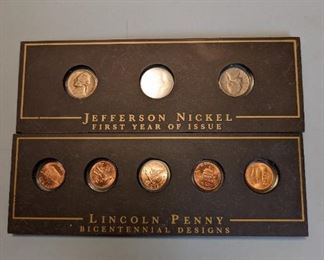 JEFFERSON NICKEL
FIRST YEAR OF ISSUE
LINCOLN PENNY
BICENTENNIAL DESIGNS